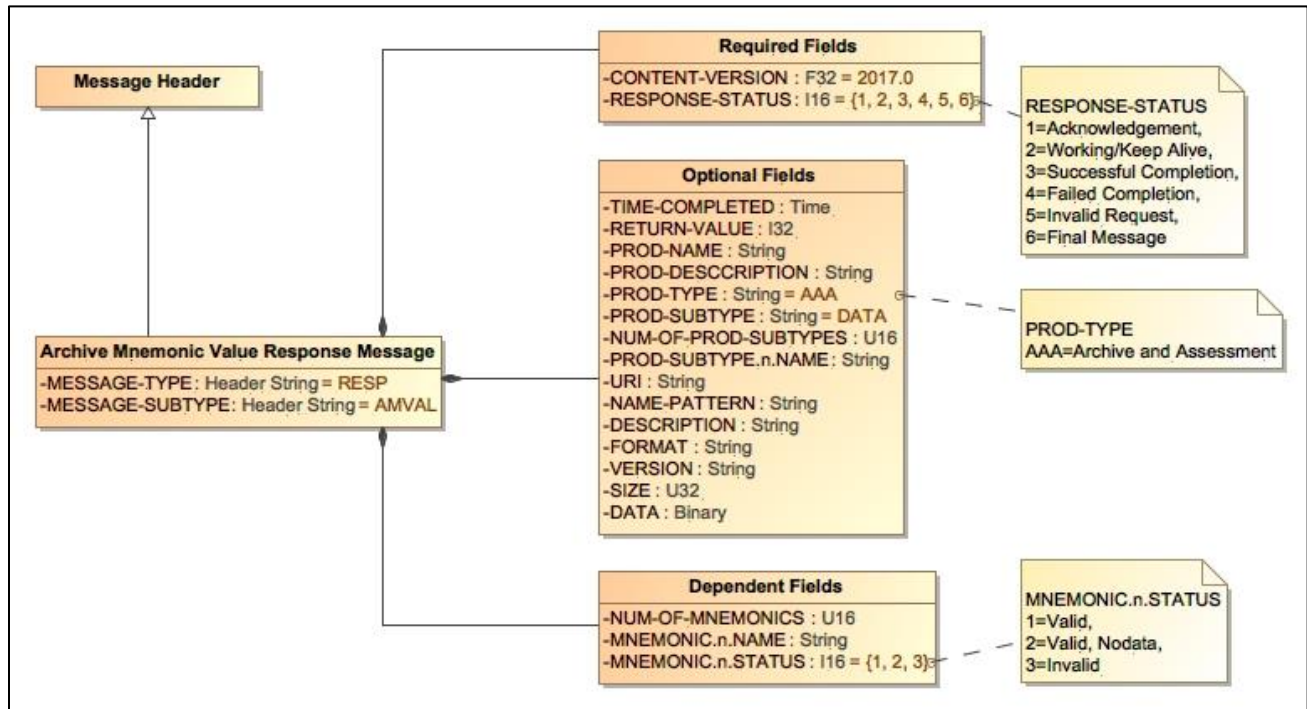 Message Header
Archive Mnemonic Value Response Message
-MESSAGE-TYPE : Header String = RESP
-MESSAGE-SUBTYPE : Header String = AMVAL
Required Fields
-CONTENT-VERSION : F32 = 2017.0
-RESPONSE-STATUS : I16 = {1, 2, 3, 4, 5, 6}
RESPONSE-STATUS
1=Acknowledgement,
2=Working/Keep Alive,
3=Successful Completion,
4=Failed Completion,
5=Invalid Request,
6=Final Message
Optional Fields
-TIME-COMPLETED : Time
-RETURN-VALUE : I32
-PROD-NAME : String
-PROD-DESCCRIPTION : String
-PROD-TYPE : String = AAA
-PROD-SUBTYPE : String = DATA
-NUM-OF-PROD-SUBTYPES : U16
-PROD-SUBTYPE.n.NAME : String
-URI : String
-NAME-PATTERN : String
-DESCRIPTION : String
-FORMAT : String
-VERSION : String
-SIZE : U32
-DATA : Binary
PROD-TYPE
AAA=Archive and Assessment
Dependent Fields
-NUM-OF-MNEMONICS : U16
-MNEMONIC.n.NAME : String
-MNEMONIC.n.STATUS : I16 = {1, 2, 3}
MNEMONIC.n.STATUS
1=Valid,
2=Valid, Nodata,
3=Invalid